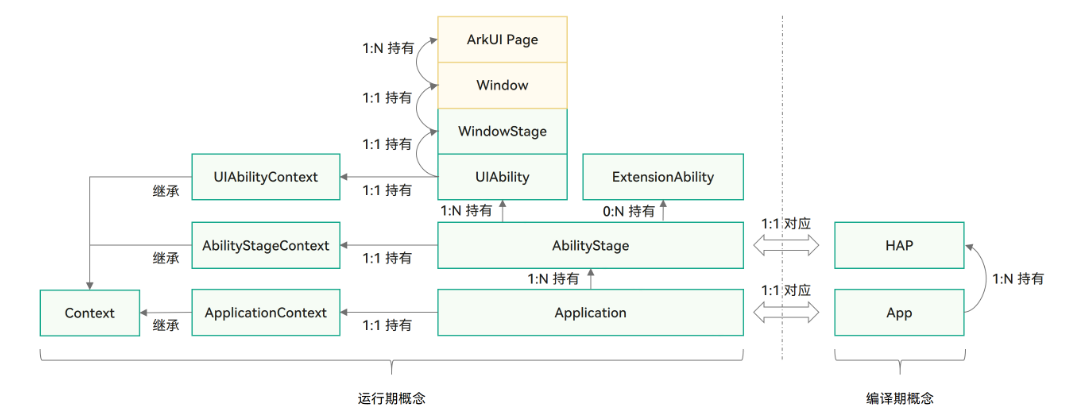 ArkUI Page
1:N 持有
Window
1:1 持有
WindowStage
1:1 持有
UIAbilityContext
UIAbility
ExtensionAbility
继承
1:1 持有
1:N 持有
0:N 持有
1:1 对应
AbilityStageContext
AbilityStage
HAP
继承
1:1 持有
1:N 持有
1:N 持有
1:1 对应
Context
ApplicationContext
Application
App
继承
1:1 持有
运行期概念
编译期概念